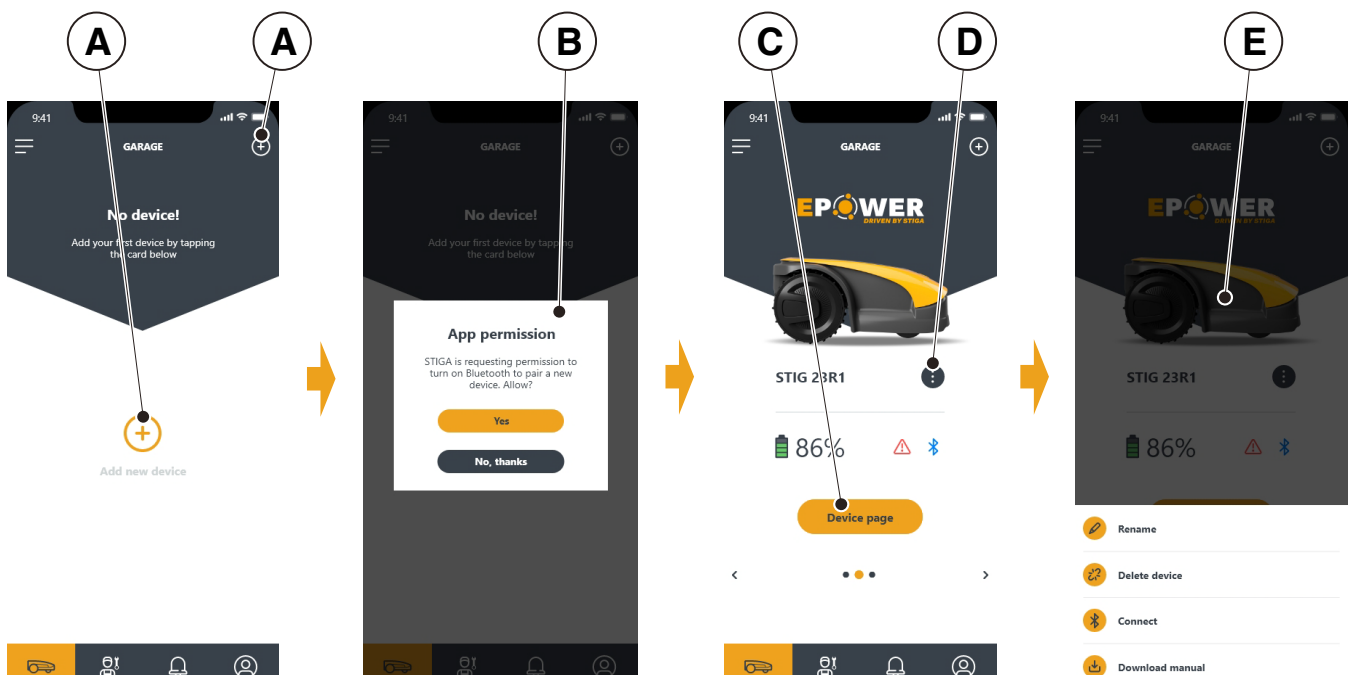 A
A
B
C
D
E
9:41
GARAGE
No device!
Add your first device by tapping
the card below
Add new device
9:41
GARAGE
No device!
Add your first device by tapping
the card below
App permission
STIGA is requesting permission to
turn on Bluetooth to pair a new
device. Allow?
Yes
No, thanks
9:41
GARAGE
EPOWER
DRIVEN BY STIGA
STIG 23R1
86%
Device page
9:41
GARAGE
EPOWER
DRIVEN BY STIGA
STIG 23R1
86%
Rename
Delete device
Connect
Download manual